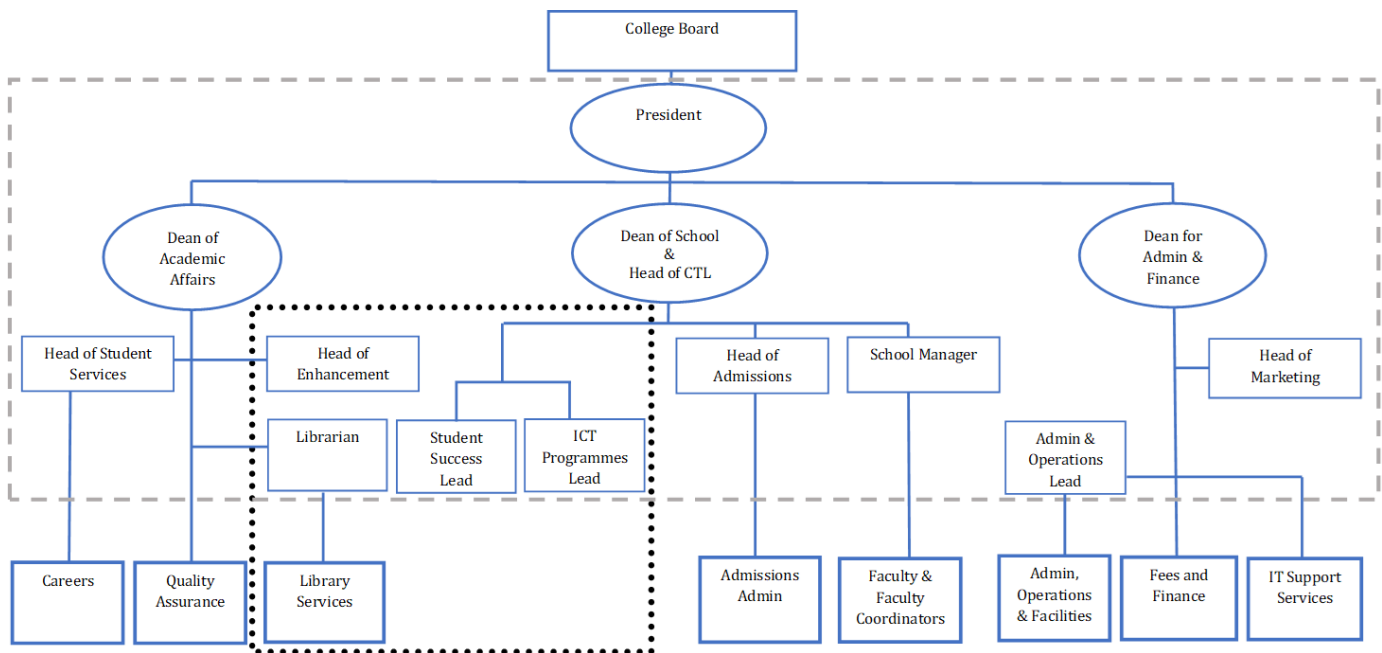 College Board
President
Dean of
Academic
Affairs
Dean of School
&
Head of CTL
Dean for
Admin &
Finance
Head of Student
Services
Head of
Enhancement
Head of
Admissions
School Manager
Head of
Marketing
Librarian
Student
Success
Lead
ICT
Programmes
Lead
Admin &
Operations
Lead
Careers
Quality
Assurance
Library
Services
Admissions
Admin
Faculty &
Faculty
Coordinators
Admin,
Operations
& Facilities
Fees and
Finance
IT Support
Services